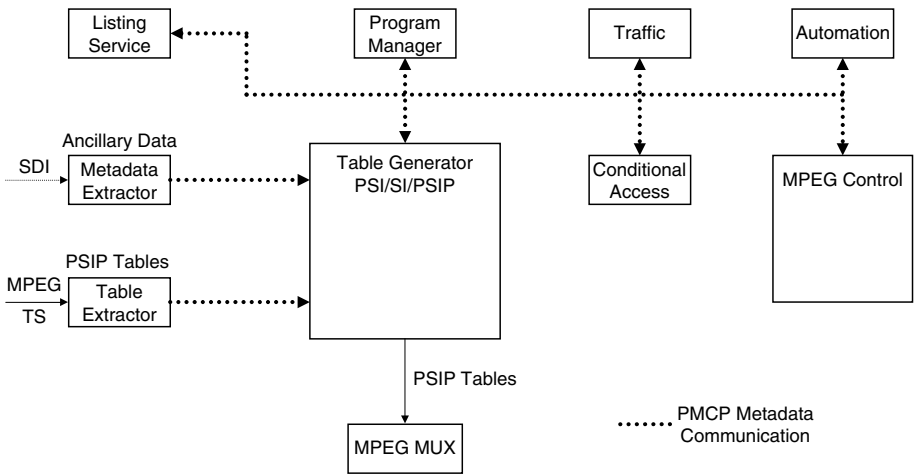 Listing
Service
Program
Manager
Traffic
Automation
Ancillary Data
SDI
Metadata
Extractor
Table Generator
PSI/SI/PSIP
Conditional
Access
MPEG Control
PSIP Tables
MPEG
TS
Table
Extractor
PSIP Tables
MPEG MUX
PMCP Metadata
Communication